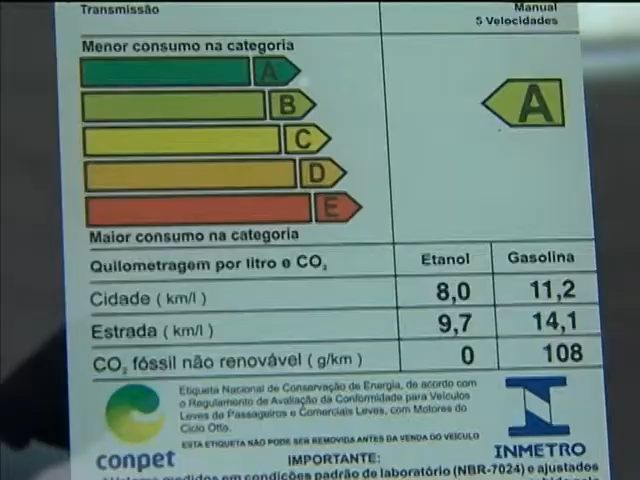 Transmissão Manual
5 Velocidades
Menor consumo na categoria
A
B
C
D
E
A
Maior consumo na categoria
Quilometragem por litro e CO₂ Etanol Gasolina
Cidade ( km/l ) 8,0 11,2
Estrada ( km/l ) 9,7 14,1
CO₂ fóssil não renovável ( g/km ) 0 108
Etiqueta Nacional de Conservação de Energia, de acordo com
o Regulamento de Avaliação da Conformidade para Veículos
Leves de Passageiros e Comerciais Leves, com Motores do
Ciclo Otto.
ESTA ETIQUETA NÃO PODE SER REMOVIDA ANTES DA VENDA DO VEÍCULO
conpet
INMETRO
IMPORTANTE:
medidos em condições padrão de laboratório (NBR-7024) e ajustados